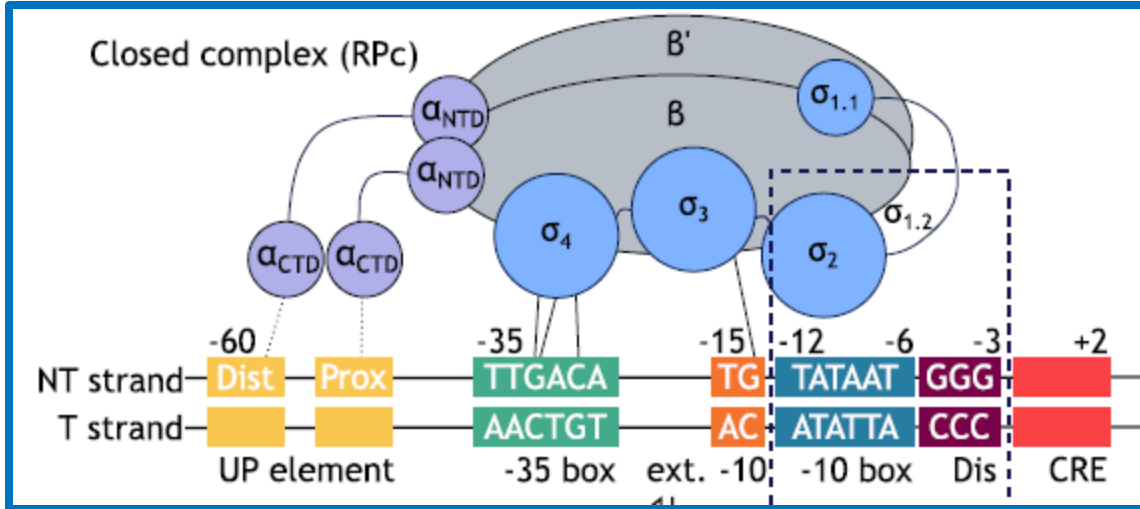 Closed complex (RPc)
β'
β
αNTD
αNTD
σ1.1
σ1.2
σ4
σ3
σ2
αCTD αCTD
-60 -35 -15 -12 -6 -3 +2
NT strand Dist Prox TTGACA TG TATAAT GGG
T strand AACTGT AC ATATTA CCC
UP element -35 box ext. -10 -10 box Dis CRE